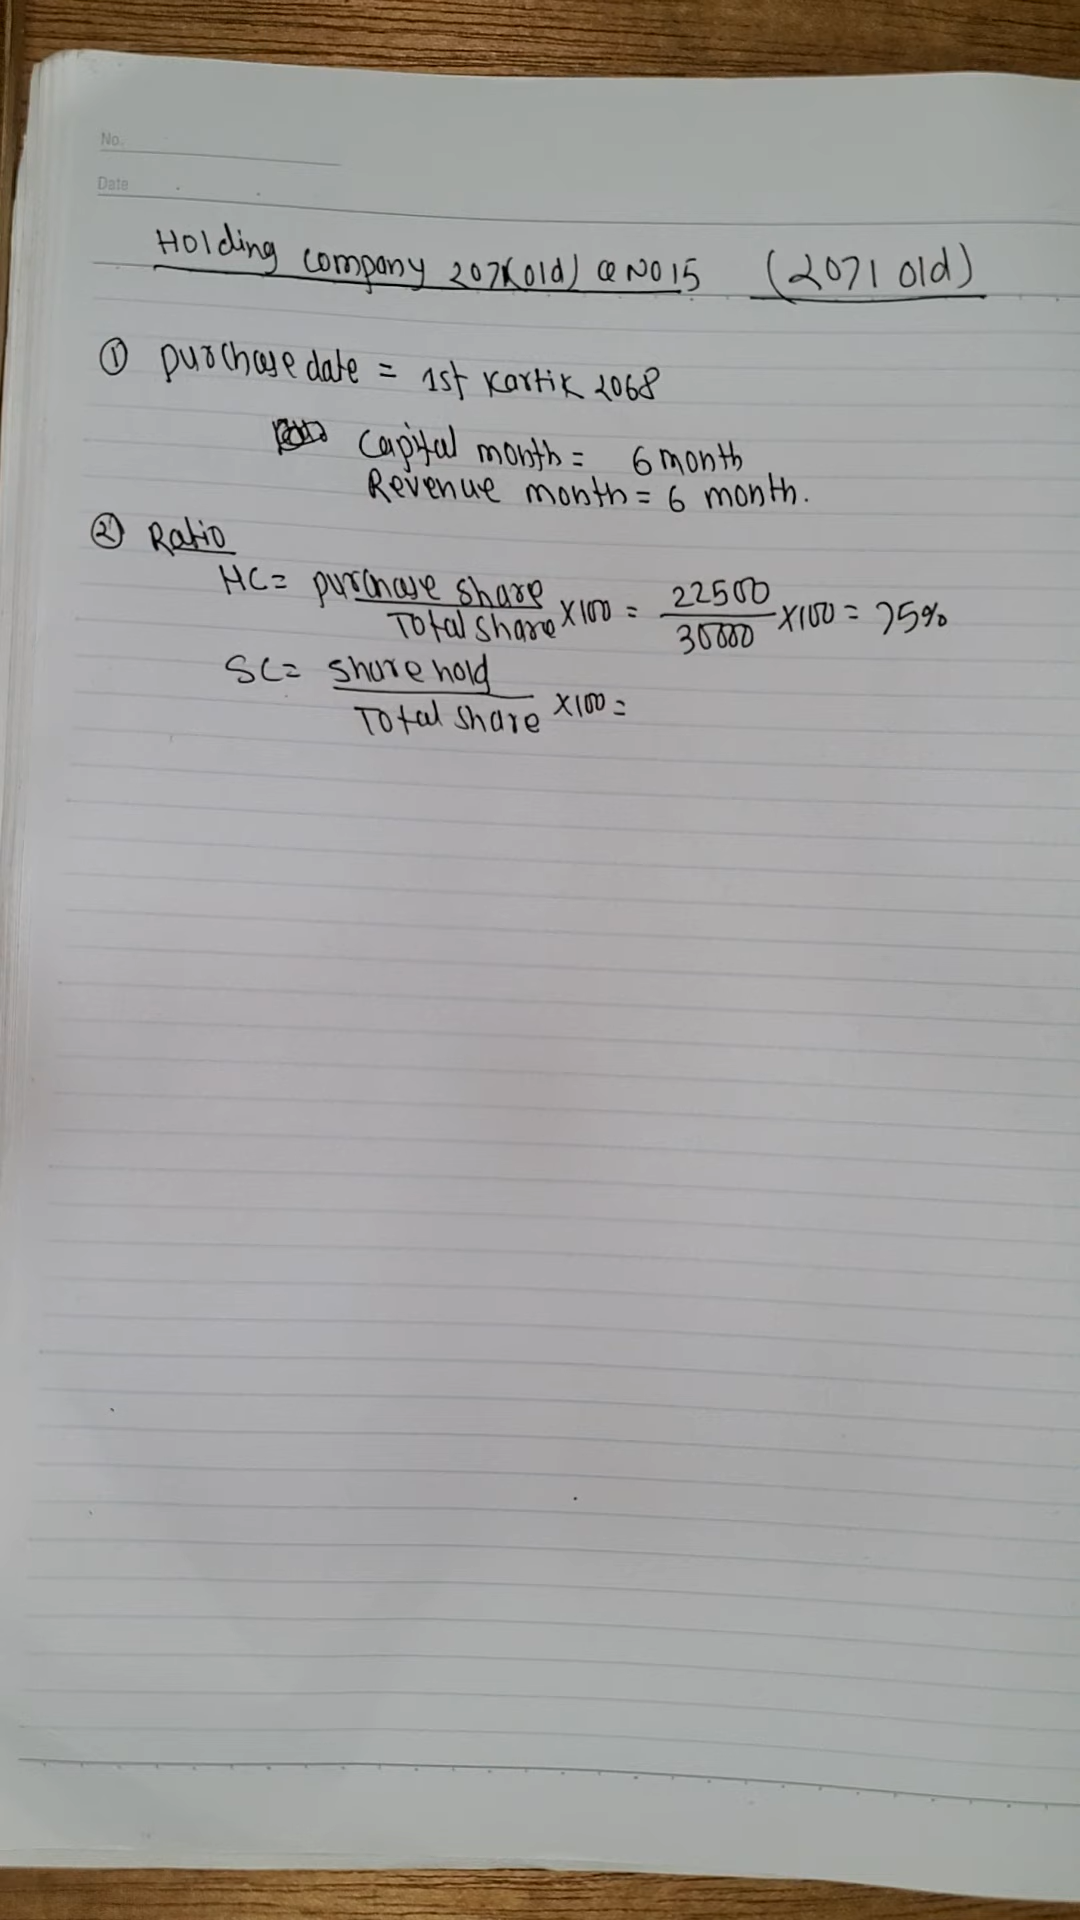 No.
Date
Holding company 2071(old) Q NO 15 (2071 old)
① purchase date = 1st Kartik 2068
Capital month = 6 month
Revenue month = 6 month.
② Ratio
HC = purchase share / Total share ×100 = 22500 / 30000 ×100 = 75%
SC = share hold / Total share ×100 =